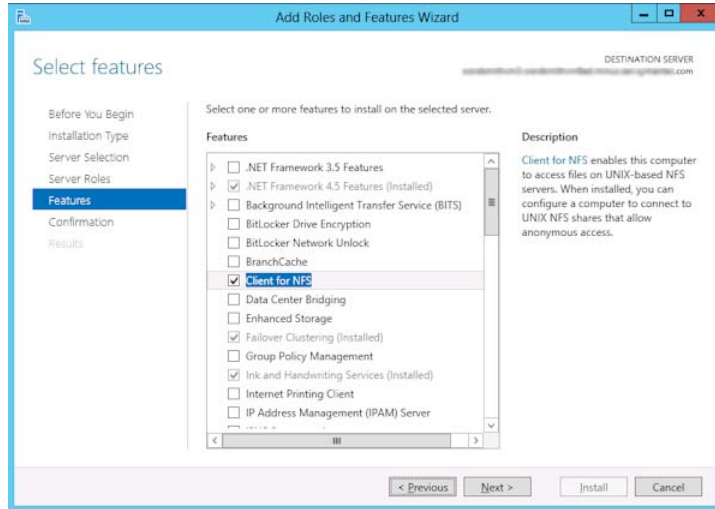 Add Roles and Features Wizard
Select features
DESTINATION SERVER
.com
Before You Begin
Installation Type
Server Selection
Server Roles
Features
Confirmation
Results
Select one or more features to install on the selected server.
Features
.NET Framework 3.5 Features
.NET Framework 4.5 Features (Installed)
Background Intelligent Transfer Service (BITS)
BitLocker Drive Encryption
BitLocker Network Unlock
BranchCache
Client for NFS
Data Center Bridging
Enhanced Storage
Failover Clustering (Installed)
Group Policy Management
Ink and Handwriting Services (Installed)
Internet Printing Client
IP Address Management (IPAM) Server
Description
Client for NFS enables this computer
to access files on UNIX-based NFS
servers. When installed, you can
configure a computer to connect to
UNIX NFS shares that allow
anonymous access.
< Previous
Next >
Install
Cancel